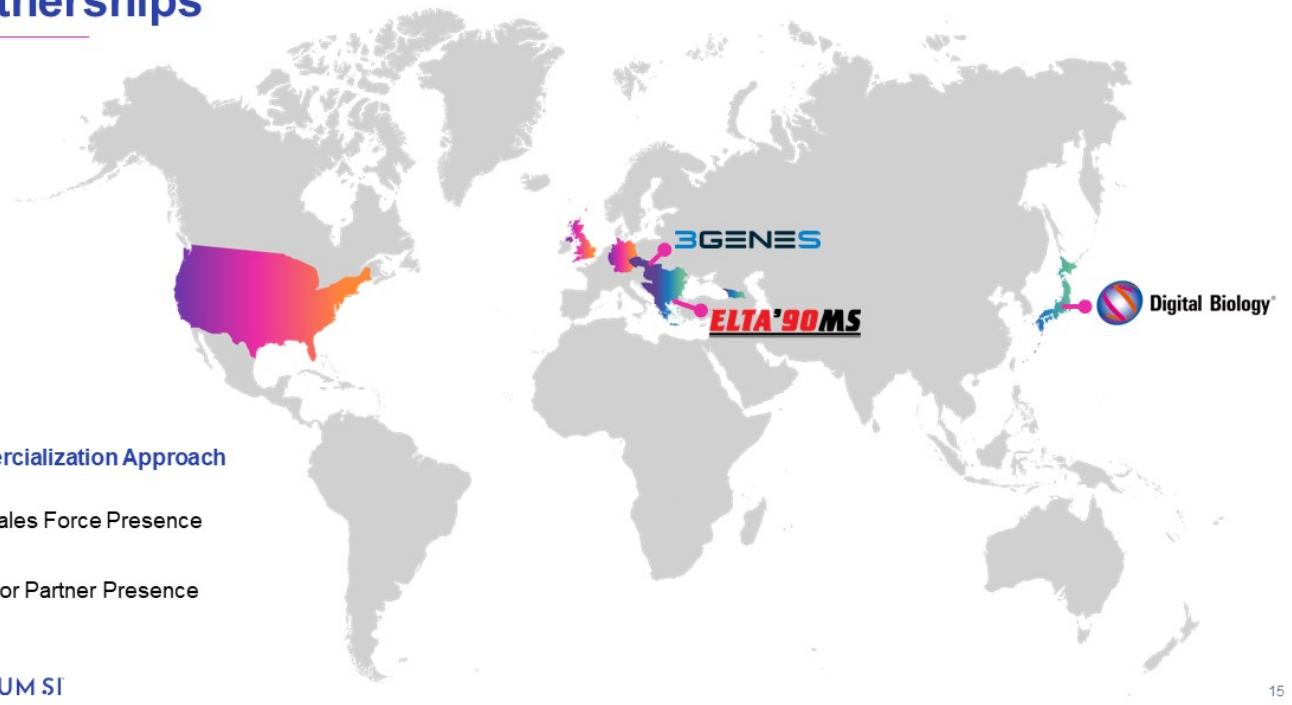 tnerships
3GENES
ELTA'90MS
Digital Biology®
ercialization Approach
ales Force Presence
or Partner Presence
UM SI
15